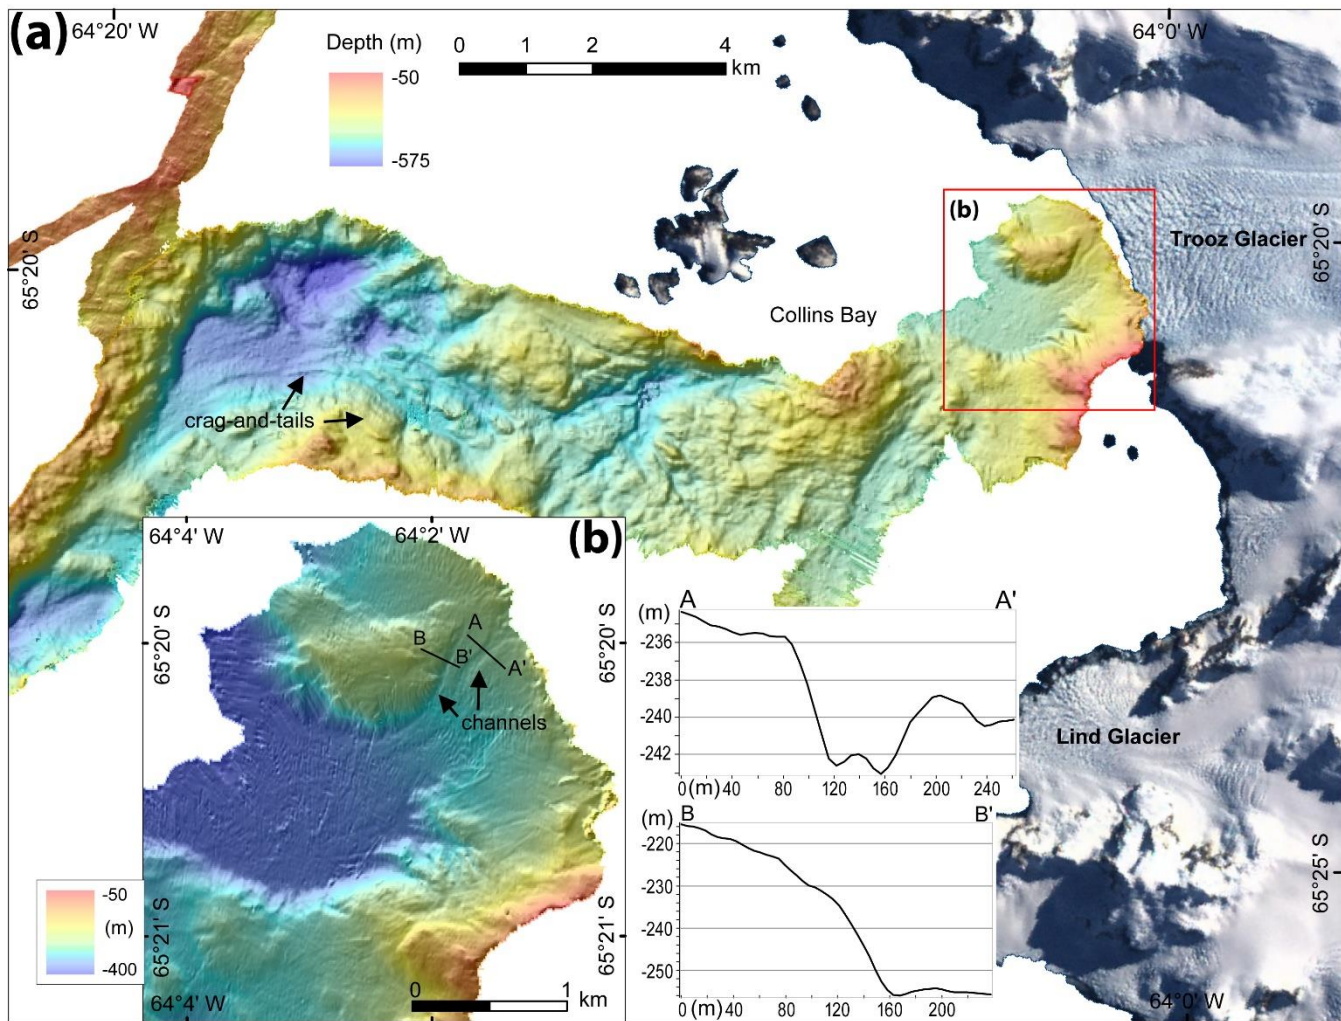 (a)
64°20' W
64°0' W
Depth (m)
-50
-575
0 1 2 4
km
65°20' S
(b)
Trooz Glacier
65°20' S
Collins Bay
crag-and-tails
64°4' W
64°2' W
(b)
65°20' S
A
B
B'
A'
channels
-50
(m)
-400
65°21' S
65°21' S
64°4' W
0 1
km
(m)
A
A'
-236
-238
-240
-242
0 (m) 40 80 120 160 200 240
(m)
B
B'
-220
-230
-240
-250
0 (m) 40 80 120 160 200
65°20' S
Lind Glacier
65°25' S
64°0' W